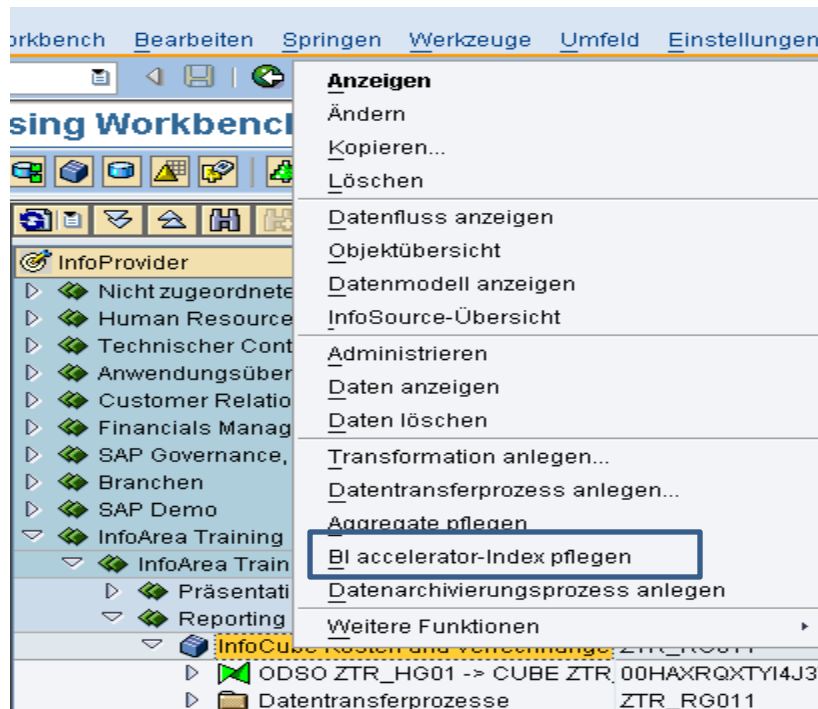 orkbench Bearbeiten Springen Werkzeuge Umfeld Einstellungen
sing Workbencl
Anzeigen
Ändern
Kopieren...
Löschen
Datenfluss anzeigen
Objektübersicht
Datenmodell anzeigen
InfoSource-Übersicht
Administrieren
Daten anzeigen
Daten löschen
Transformation anlegen...
Datentransferprozess anlegen...
Aggregate pflegen
BI accelerator-Index pflegen
Datenarchivierungsprozess anlegen
Weitere Funktionen
InfoProvider
Nicht zugeordnete
Human Resource
Technischer Cont
Anwendungsüber
Customer Relatio
Financials Manag
SAP Governance,
Branchen
SAP Demo
InfoArea Training
InfoArea Train
Präsentati
Reporting
InfoCube Kosten und Verrechnunge ZTR_RG011
ODSO ZTR_HG01 -> CUBE ZTR 00HAXRQXTYI4J3
Datentransferprozesse ZTR_RG011